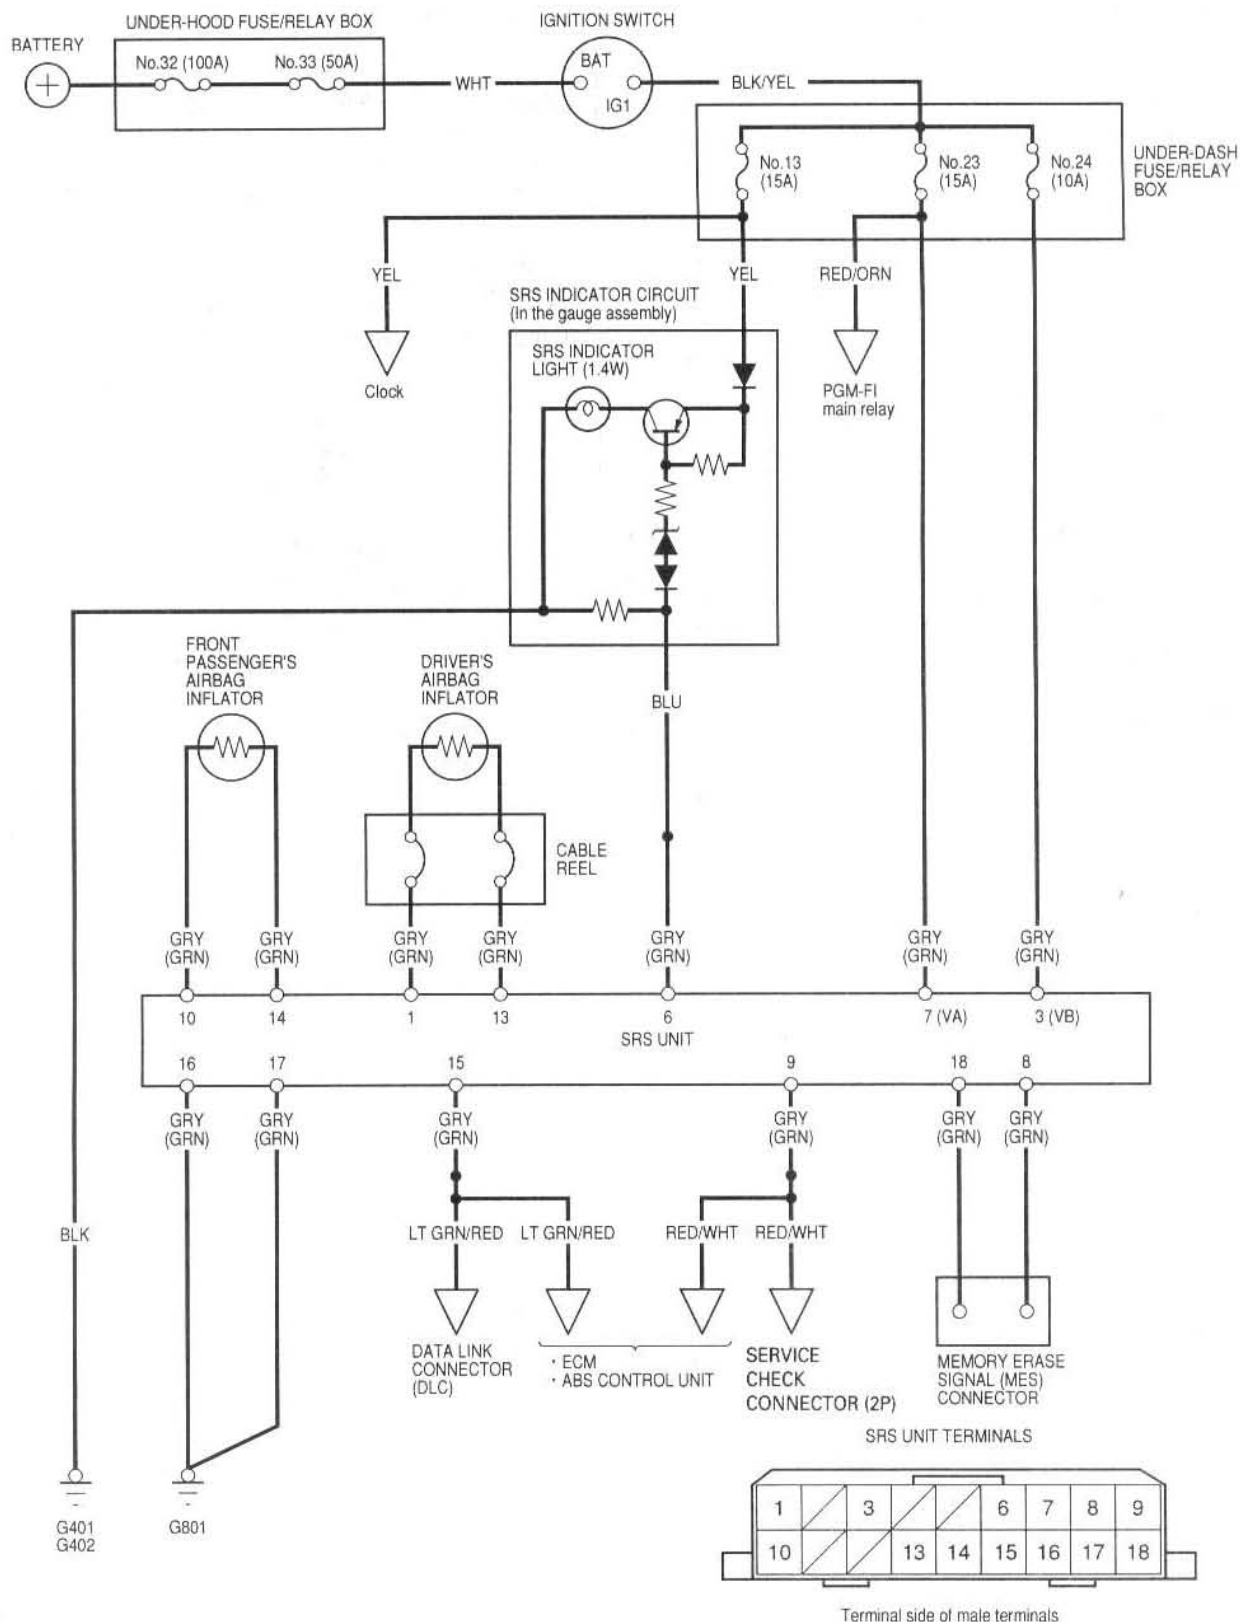 UNDER-HOOD FUSE/RELAY BOX
IGNITION SWITCH
BATTERY
No.32 (100A)
No.33 (50A)
BAT
WHT
BLK/YEL
IG1
No.13
(15A)
No.23
(15A)
No.24
(10A)
UNDER-DASH
FUSE/RELAY
BOX
YEL
YEL
RED/ORN
SRS INDICATOR CIRCUIT
(In the gauge assembly)
SRS INDICATOR
LIGHT (1.4W)
Clock
PGM-FI
main relay
FRONT
PASSENGER'S
AIRBAG
INFLATOR
DRIVER'S
AIRBAG
INFLATOR
BLU
CABLE
REEL
GRY
(GRN)
GRY
(GRN)
GRY
(GRN)
GRY
(GRN)
GRY
(GRN)
GRY
(GRN)
GRY
(GRN)
10
14
1
13
6
7 (VA)
3 (VB)
SRS UNIT
16
17
15
9
18
8
GRY
(GRN)
GRY
(GRN)
GRY
(GRN)
GRY
(GRN)
GRY
(GRN)
GRY
(GRN)
BLK
LT GRN/RED
LT GRN/RED
RED/WHT
RED/WHT
DATA LINK
CONNECTOR
(DLC)
· ECM
· ABS CONTROL UNIT
SERVICE
CHECK
CONNECTOR (2P)
MEMORY ERASE
SIGNAL (MES)
CONNECTOR
SRS UNIT TERMINALS
1 3 6 7 8 9
10 13 14 15 16 17 18
G401
G402
G801
Terminal side of male terminals